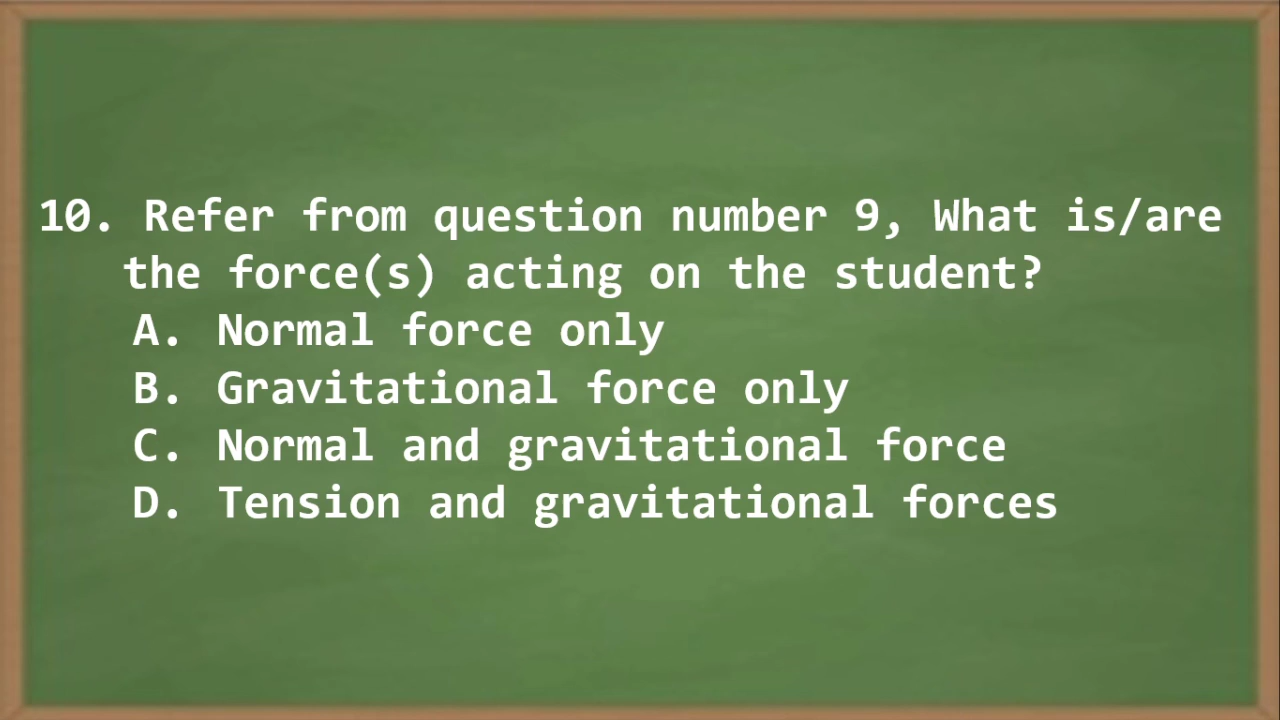 10. Refer from question number 9, What is/are
the force(s) acting on the student?
A. Normal force only
B. Gravitational force only
C. Normal and gravitational force
D. Tension and gravitational forces